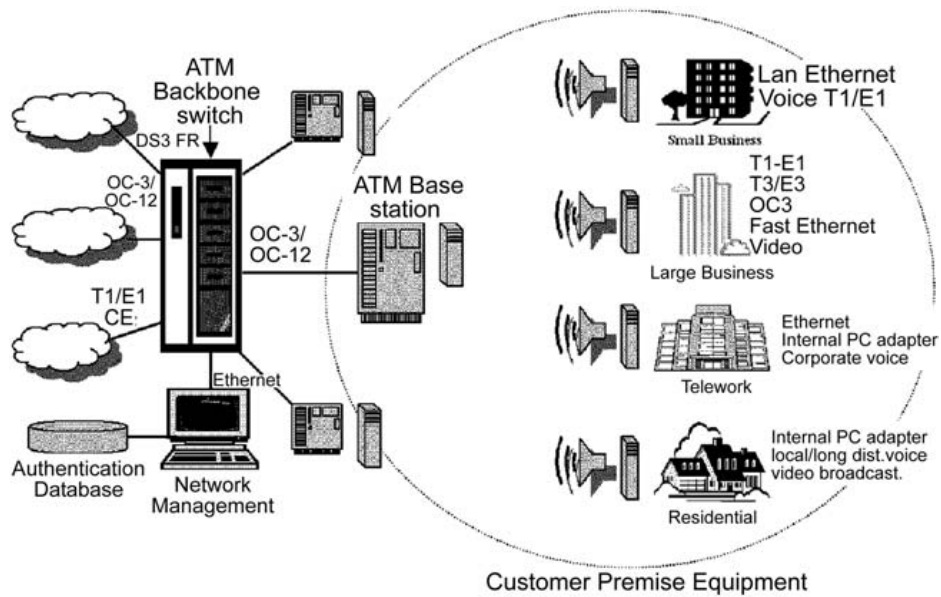 ATM
Backbone
switch
DS3 FR
OC-3/
OC-12
T1/E1
CE:
OC-3/
OC-12
ATM Base
station
Ethernet
Authentication
Database
Network
Management
Lan Ethernet
Voice T1/E1
Small Business
T1-E1
T3/E3
OC3
Fast Ethernet
Video
Large Business
Ethernet
Internal PC adapter
Corporate voice
Telework
Internal PC adapter
local/long dist.voice
video broadcast.
Residential
Customer Premise Equipment